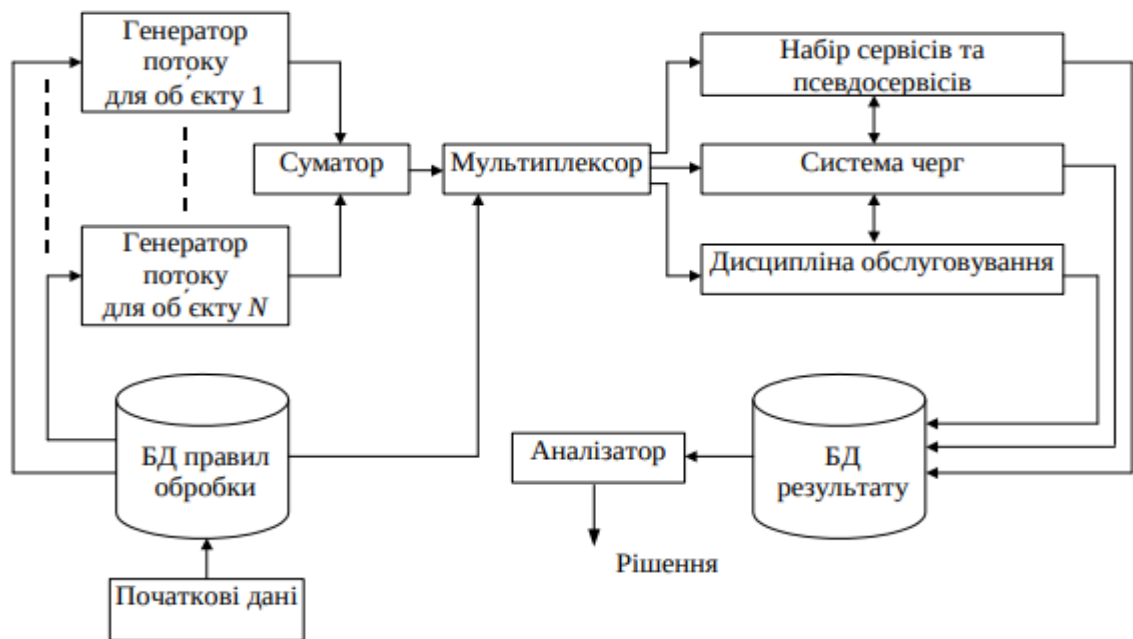 Генератор
потоку
для об´єкту 1
Набір сервісів та
псевдосервісів
Суматор
Мультиплексор
Система черг
Генератор
потоку
для об´єкту N
Дисципліна обслуговування
БД правил
обробки
Аналізатор
БД
результату
Рішення
Початкові дані